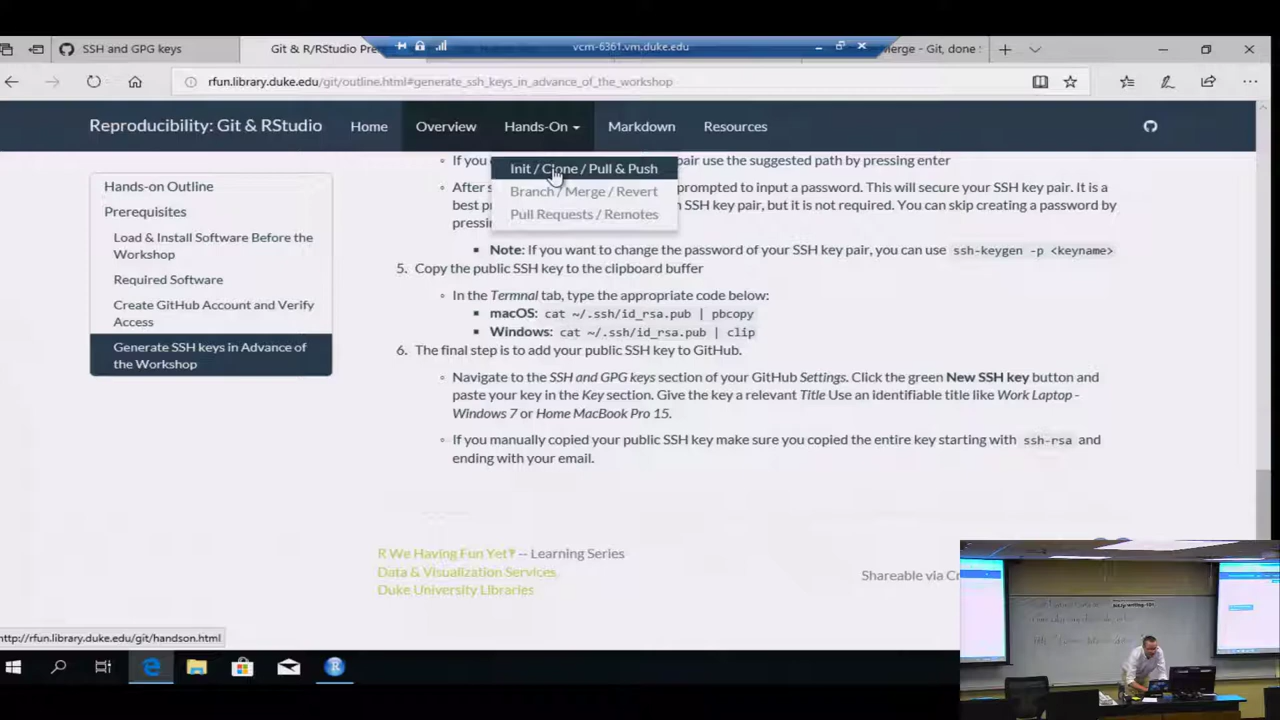 SSH and GPG keys
Git & R/RStudio Pre
vcm-6361.vm.duke.edu
erge - Git, done
rfun.library.duke.edu/git/outline.html#generate_ssh_keys_in_advance_of_the_workshop
Reproducibility: Git & RStudio
Home
Overview
Hands-On
Markdown
Resources
Init / Clone / Pull & Push
Branch / Merge / Revert
Pull Requests / Remotes
Hands-on Outline
Prerequisites
Load & Install Software Before the
Workshop
Required Software
Create GitHub Account and Verify
Access
Generate SSH keys in Advance of
the Workshop
If you pair use the suggested path by pressing enter
After s prompted to input a password. This will secure your SSH key pair. It is a
best pr SSH key pair, but it is not required. You can skip creating a password by
pressin
Note: If you want to change the password of your SSH key pair, you can use ssh-keygen -p <keyname>
5. Copy the public SSH key to the clipboard buffer
In the Termnal tab, type the appropriate code below:
macOS: cat ~/.ssh/id_rsa.pub | pbcopy
Windows: cat ~/.ssh/id_rsa.pub | clip
6. The final step is to add your public SSH key to GitHub.
Navigate to the SSH and GPG keys section of your GitHub Settings. Click the green New SSH key button and
paste your key in the Key section. Give the key a relevant Title Use an identifiable title like Work Laptop -
Windows 7 or Home MacBook Pro 15.
If you manually copied your public SSH key make sure you copied the entire key starting with ssh-rsa and
ending with your email.
R We Having Fun Yet‽ -- Learning Series
Data & Visualization Services
Duke University Libraries
Shareable via C
http://rfun.library.duke.edu/git/handson.html